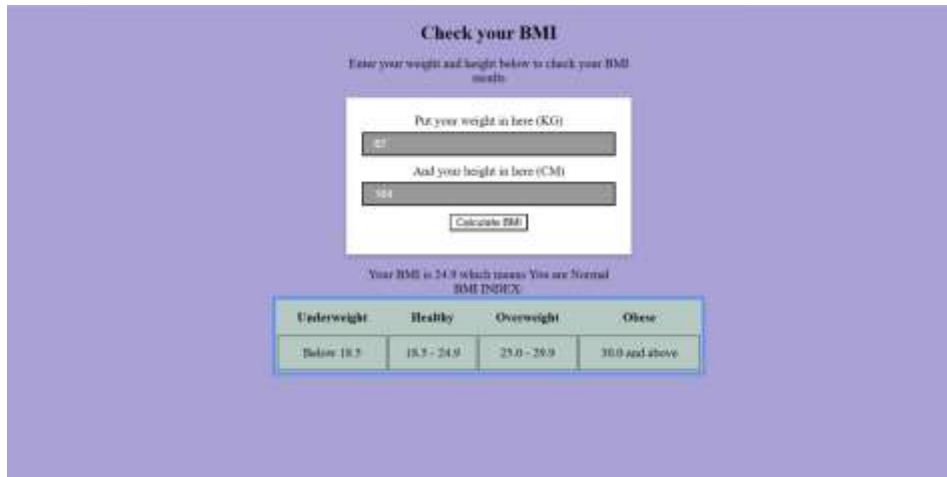 Check your BMI
Enter your weight and height below to check your BMI
results
Put your weight in here (KG)
And your height in here (CM)
Calculate BMI
Your BMI is 24.9 which means You are Normal
BMI INDEX:
Underweight Healthy Overweight Obese
Below 18.5 18.5 - 24.9 25.0 - 29.9 30.0 and above